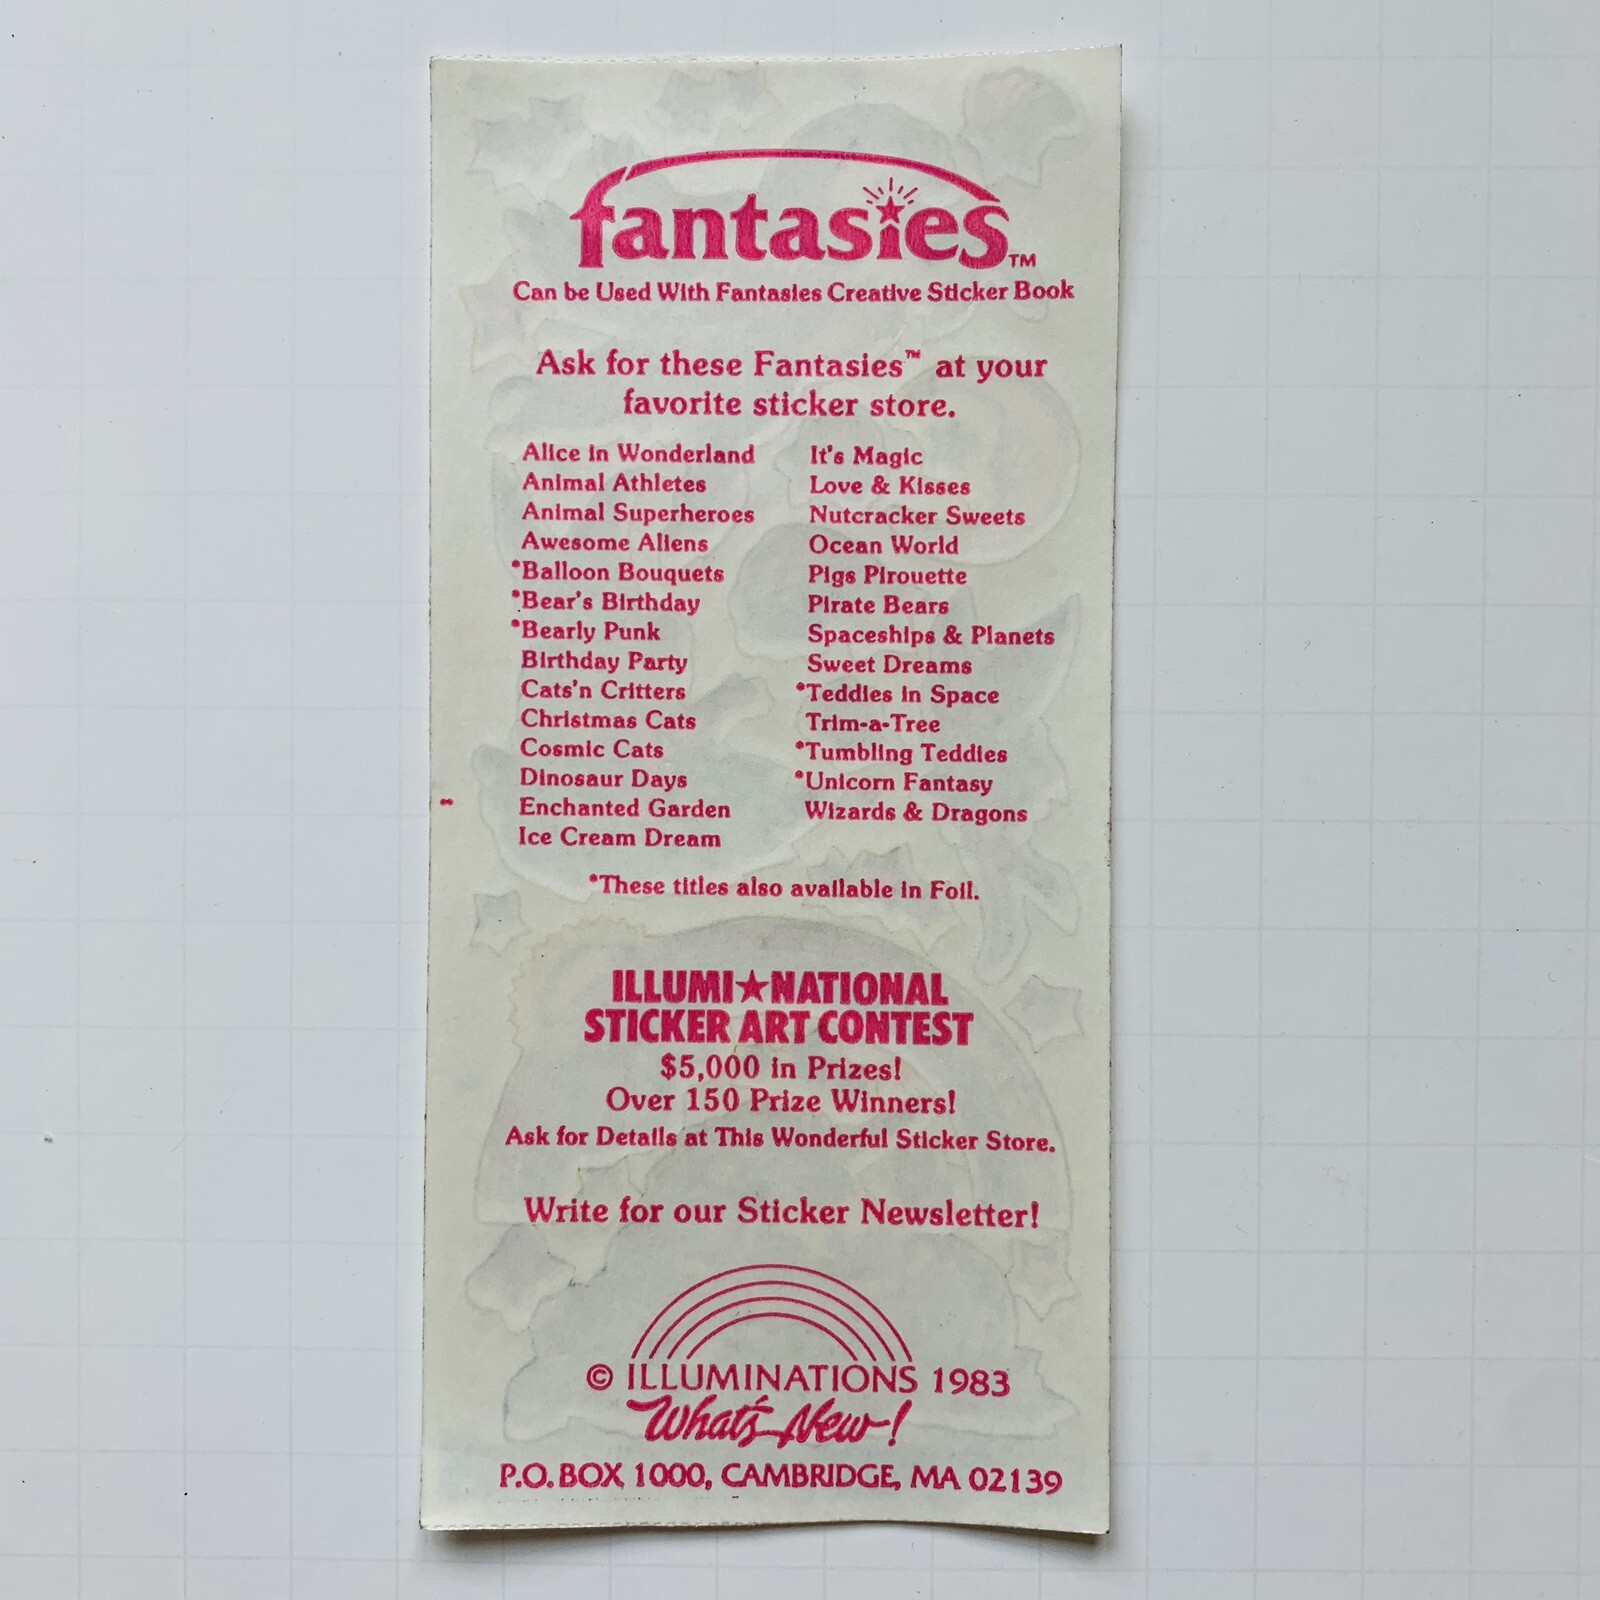 fantasies™
Can be Used With Fantasies Creative Sticker Book
Ask for these Fantasies™ at your
favorite sticker store.
Alice in Wonderland
Animal Athletes
Animal Superheroes
Awesome Aliens
*Balloon Bouquets
*Bear's Birthday
*Bearly Punk
Birthday Party
Cats'n Critters
Christmas Cats
Cosmic Cats
Dinosaur Days
Enchanted Garden
Ice Cream Dream
It's Magic
Love & Kisses
Nutcracker Sweets
Ocean World
Pigs Pirouette
Pirate Bears
Spaceships & Planets
Sweet Dreams
*Teddies in Space
Trim-a-Tree
*Tumbling Teddies
*Unicorn Fantasy
Wizards & Dragons
*These titles also available in Foil.
ILLUMI★NATIONAL
STICKER ART CONTEST
$5,000 in Prizes!
Over 150 Prize Winners!
Ask for Details at This Wonderful Sticker Store.
Write for our Sticker Newsletter!
© ILLUMINATIONS 1983
What's New!
P.O. BOX 1000, CAMBRIDGE, MA 02139